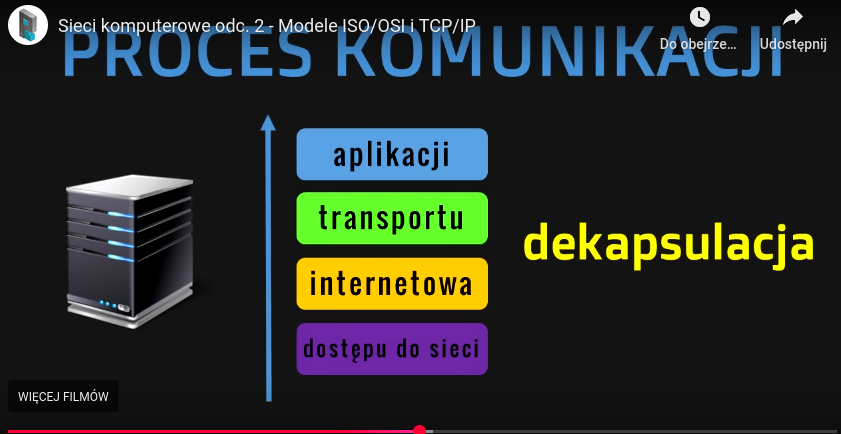 Sieci komputerowe odc. 2 - Modele ISO/OSI i TCP/IP
Do obejrze...
Udostępnij
PROCES KOMUNIKACJI
aplikacji
transportu
internetowa
dostępu do sieci
dekapsulacja
WIĘCEJ FILMÓW